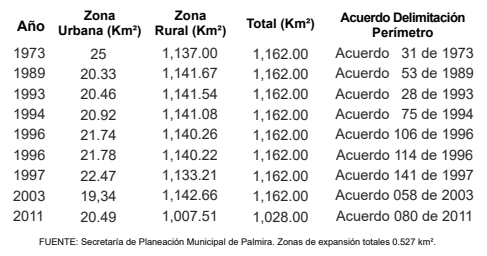 Año Zona Urbana (Km²) Zona Rural (Km²) Total (Km²) Acuerdo Delimitación Perímetro
1973 25 1,137.00 1,162.00 Acuerdo 31 de 1973
1989 20.33 1,141.67 1,162.00 Acuerdo 53 de 1989
1993 20.46 1,141.54 1,162.00 Acuerdo 28 de 1993
1994 20.92 1,141.08 1,162.00 Acuerdo 75 de 1994
1996 21.74 1,140.26 1,162.00 Acuerdo 106 de 1996
1996 21.78 1,140.22 1,162.00 Acuerdo 114 de 1996
1997 22.47 1,133.21 1,162.00 Acuerdo 141 de 1997
2003 19,34 1,142.66 1,162.00 Acuerdo 058 de 2003
2011 20.49 1,007.51 1,028.00 Acuerdo 080 de 2011
FUENTE: Secretaría de Planeación Municipal de Palmira. Zonas de expansión totales 0.527 km².